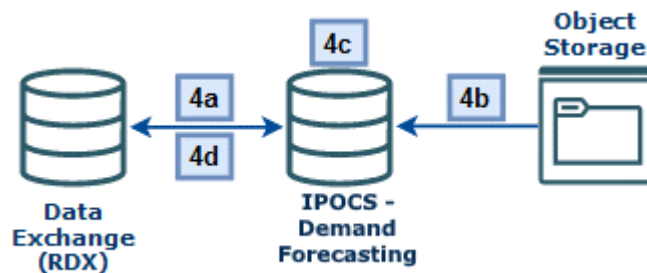 4c
Object
Storage
4a
4b
4d
Data
Exchange
(RDX)
IPOCS -
Demand
Forecasting